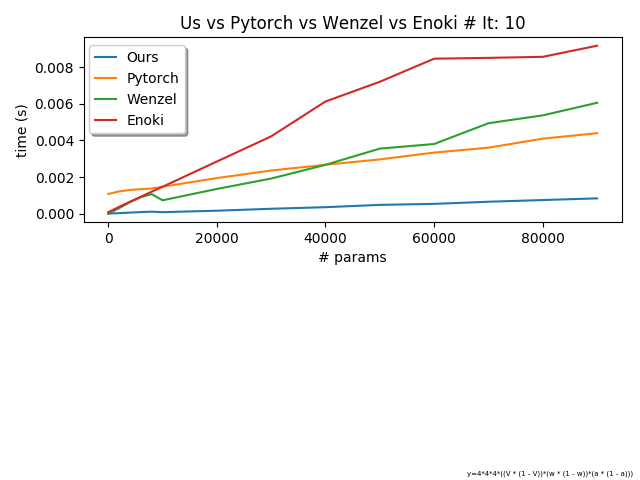 Us vs Pytorch vs Wenzel vs Enoki # It: 10
Ours
Pytorch
Wenzel
Enoki
time (s)
0.008
0.006
0.004
0.002
0.000
0
20000
40000
60000
80000
# params
y=4*4*4*((V * (1 - V))*(w * (1 - w))*(a * (1 - a)))